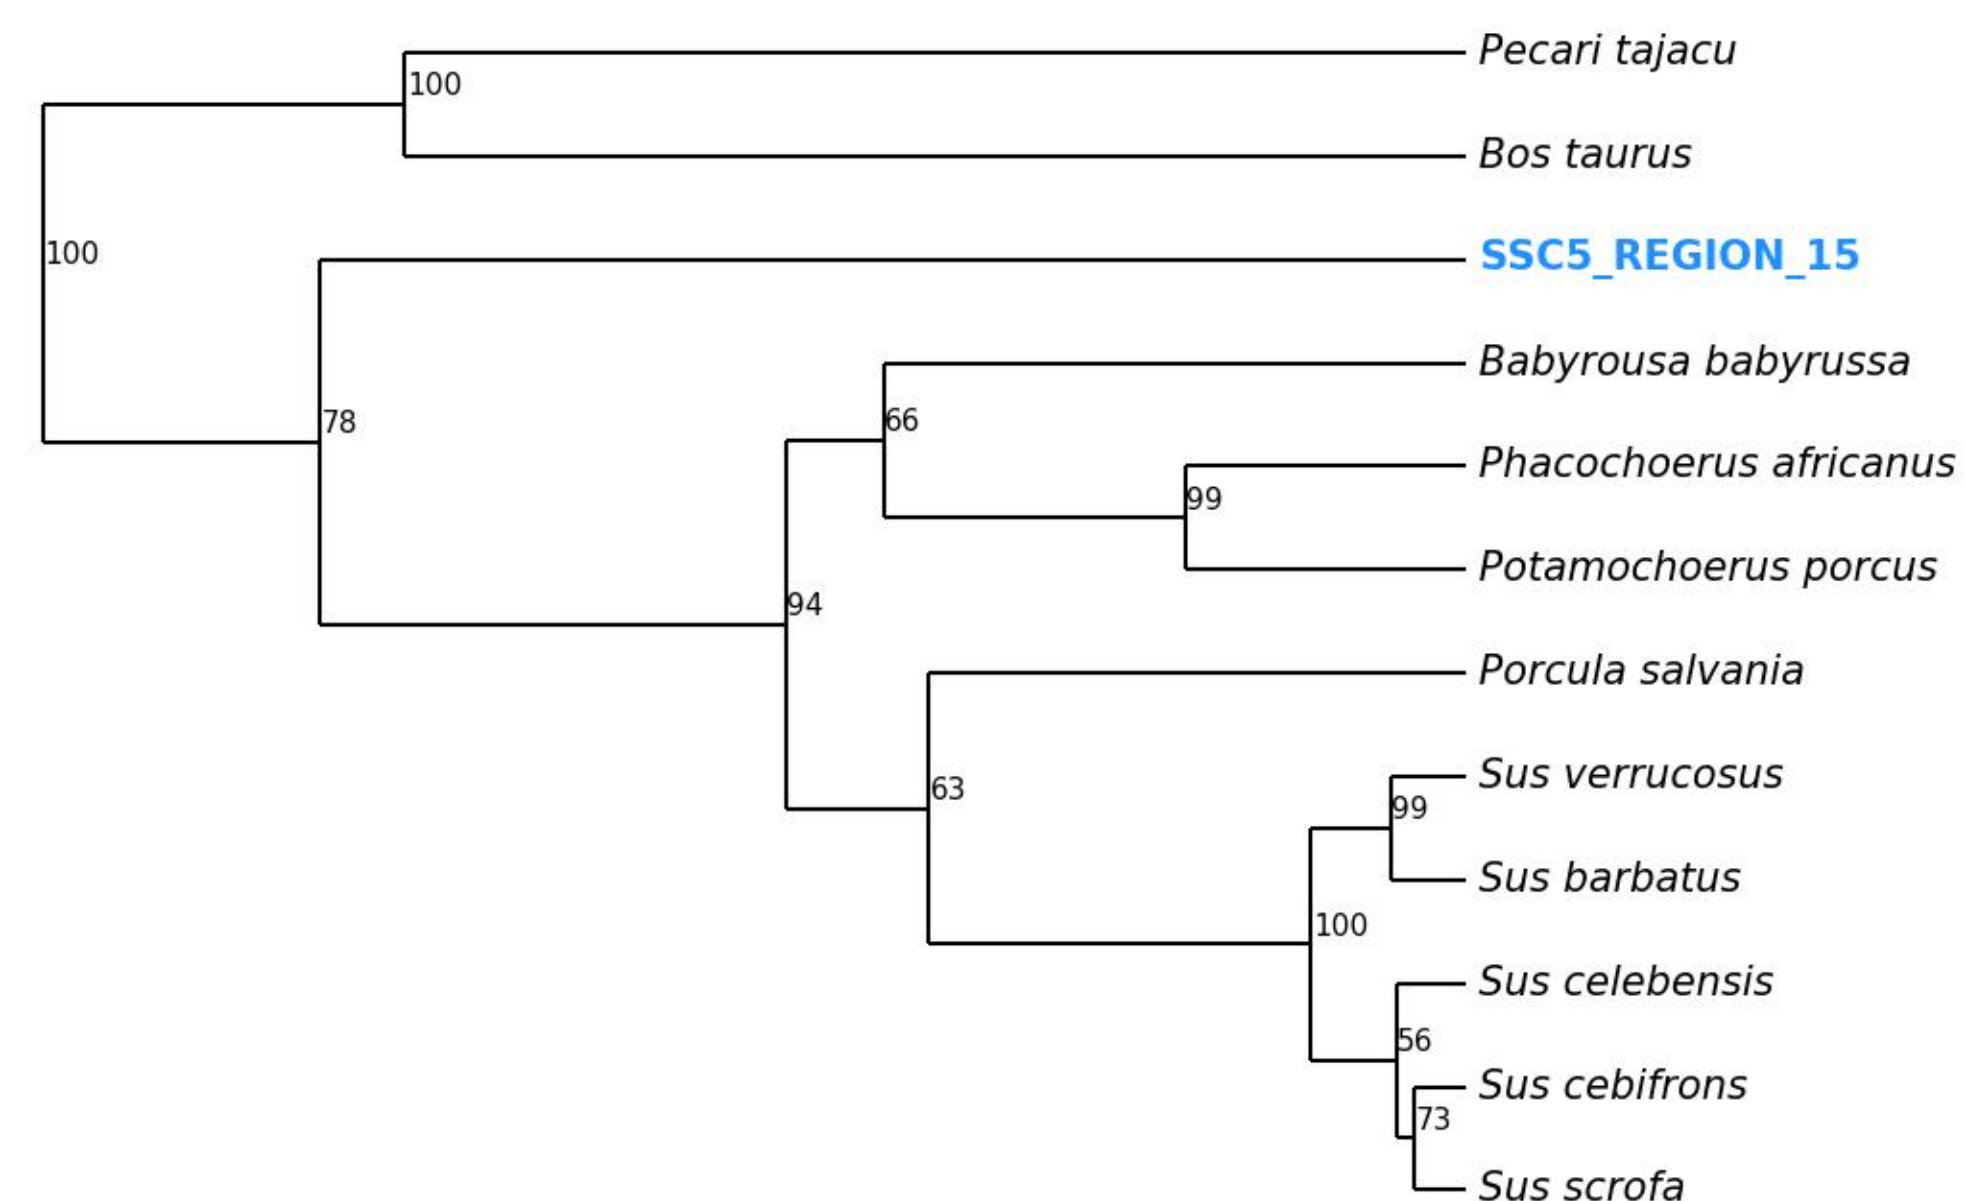 Pecari tajacu
100
Bos taurus
100
SSC5_REGION_15
Babyrousa babyrussa
78
66
Phacochoerus africanus
99
Potamochoerus porcus
94
Porcula salvania
Sus verrucosus
63
99
Sus barbatus
100
Sus celebensis
56
Sus cebifrons
73
Sus scrofa